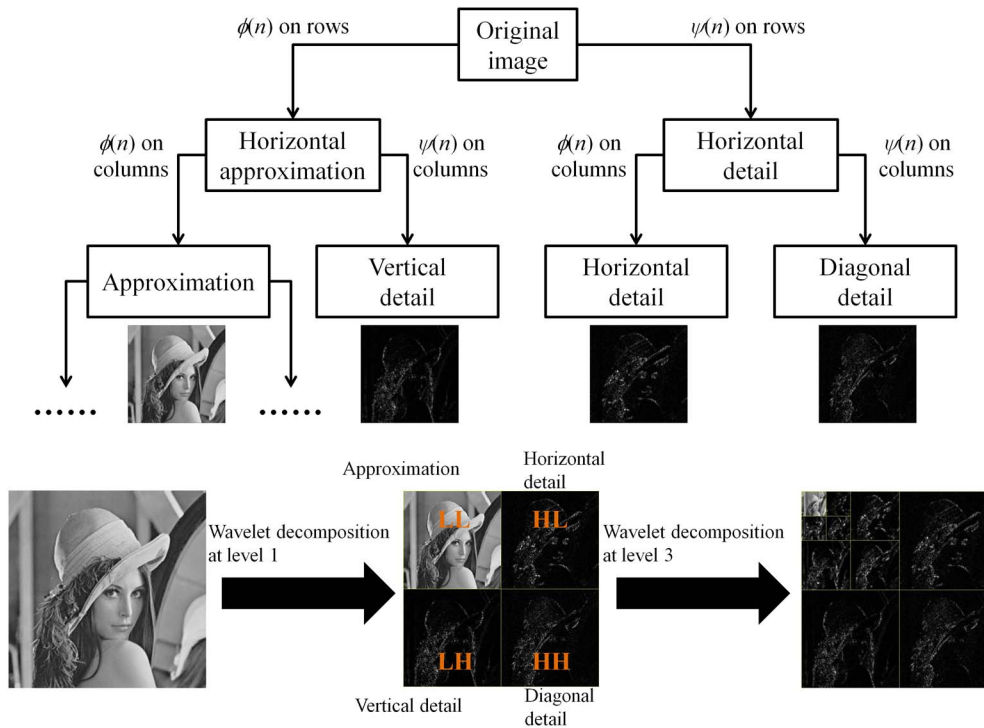 ϕ(n) on rows
Original
image
ψ(n) on rows
ϕ(n) on
columns
Horizontal
approximation
ψ(n) on
columns
ϕ(n) on
columns
Horizontal
detail
ψ(n) on
columns
Approximation
Vertical
detail
Horizontal
detail
Diagonal
detail
......
......
Approximation
Horizontal
detail
Wavelet decomposition
at level 1
LL
HL
LH
HH
Wavelet decomposition
at level 3
Vertical detail
Diagonal
detail